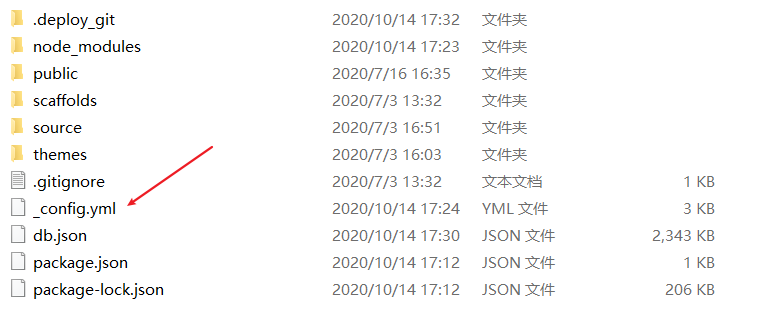 .deploy_git 2020/10/14 17:32 文件夹
node_modules 2020/10/14 17:23 文件夹
public 2020/7/16 16:35 文件夹
scaffolds 2020/7/3 13:32 文件夹
source 2020/7/3 16:51 文件夹
themes 2020/7/3 16:03 文件夹
.gitignore 2020/7/3 13:32 文本文档 1 KB
_config.yml 2020/10/14 17:24 YML 文件 3 KB
db.json 2020/10/14 17:30 JSON 文件 2,343 KB
package.json 2020/10/14 17:12 JSON 文件 1 KB
package-lock.json 2020/10/14 17:12 JSON 文件 206 KB